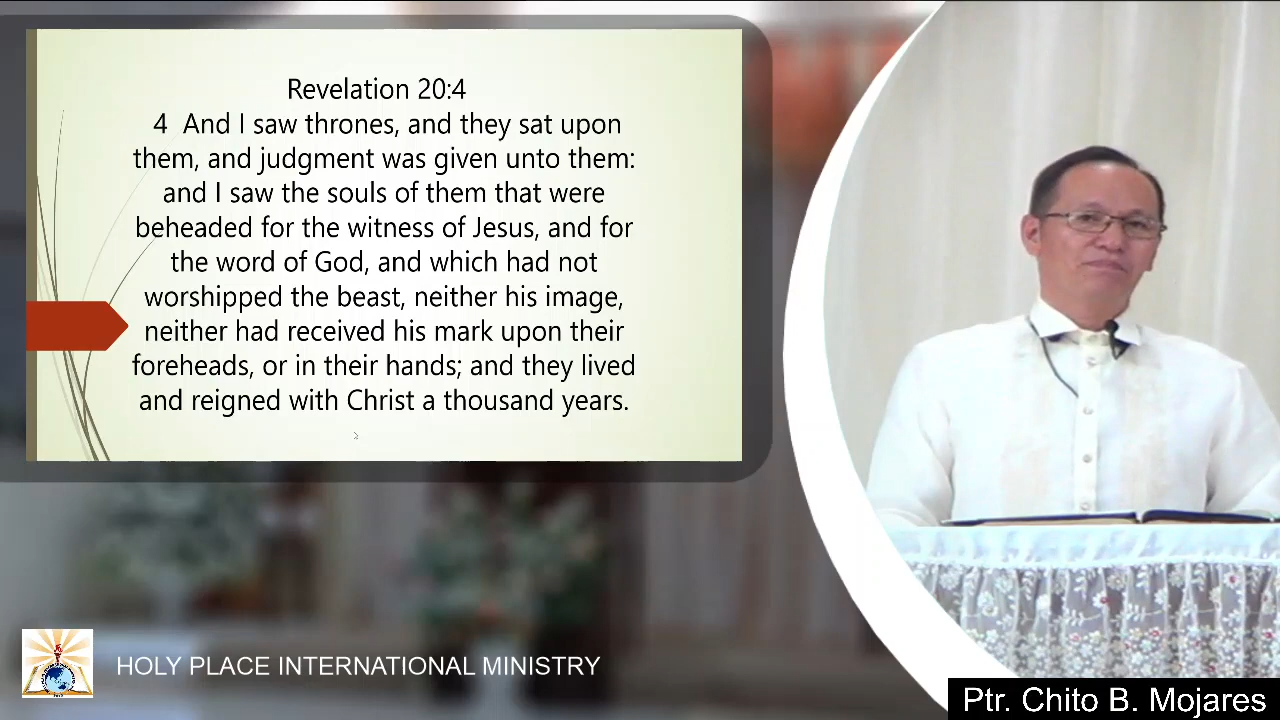 Revelation 20:4
4 And I saw thrones, and they sat upon
them, and judgment was given unto them:
and I saw the souls of them that were
beheaded for the witness of Jesus, and for
the word of God, and which had not
worshipped the beast, neither his image,
neither had received his mark upon their
foreheads, or in their hands; and they lived
and reigned with Christ a thousand years.
HOLY PLACE INTERNATIONAL MINISTRY
Ptr. Chito B. Mojares